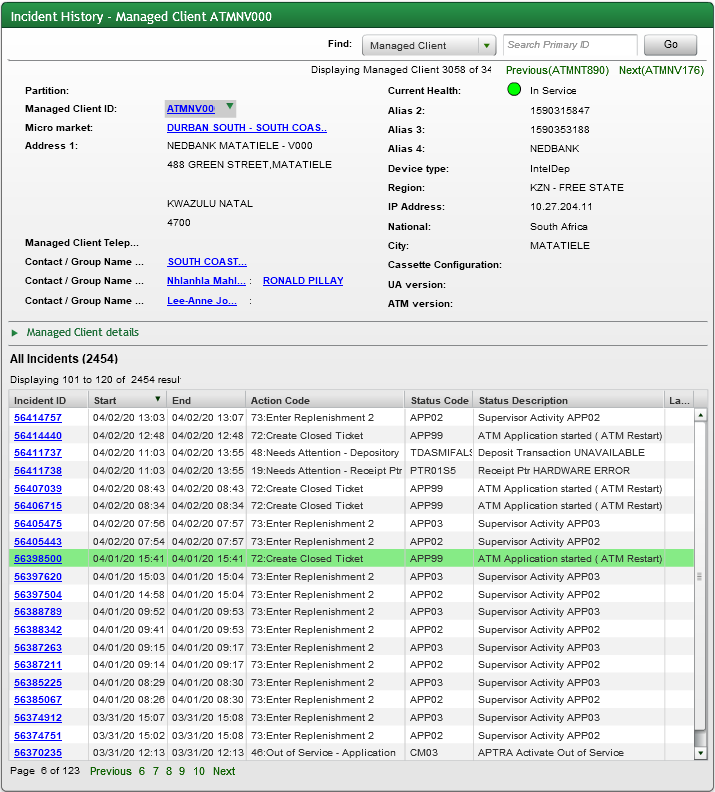 Incident History - Managed Client ATMNV000
Find: Managed Client Search Primary ID Go
Displaying Managed Client 3058 of 34 Previous(ATMNT890) Next(ATMNV176)
Partition: Current Health: In Service
Managed Client ID: ATMNV00 Alias 2: 1590315847
Micro market: DURBAN SOUTH - SOUTH COAS.. Alias 3: 1590353188
Address 1: NEDBANK MATATIELE - V000 Alias 4: NEDBANK
488 GREEN STREET,MATATIELE Device type: IntelDep
Region: KZN - FREE STATE
KWAZULU NATAL IP Address: 10.27.204.11
4700 National: South Africa
Managed Client Telep... City: MATATIELE
Contact / Group Name ... SOUTH COAST... Cassette Configuration:
Contact / Group Name ... Nhlanhla Mahl... : RONALD PILLAY UA version:
Contact / Group Name ... Lee-Anne Jo... : ATM version:
Managed Client details
All Incidents (2454)
Displaying 101 to 120 of 2454 resul
Incident ID Start End Action Code Status Code Status Description La...
56414757 04/02/20 13:03 04/02/20 13:07 73:Enter Replenishment 2 APP02 Supervisor Activity APP02
56414440 04/02/20 12:48 04/02/20 12:48 72:Create Closed Ticket APP99 ATM Application started ( ATM Restart)
56411737 04/02/20 11:03 04/02/20 13:55 48:Needs Attention - Depository TDASMIFALS Deposit Transaction UNAVAILABLE
56411738 04/02/20 11:03 04/02/20 13:55 19:Needs Attention - Receipt Ptr PTR01S5 Receipt Ptr HARDWARE ERROR
56407039 04/02/20 08:43 04/02/20 08:43 72:Create Closed Ticket APP99 ATM Application started ( ATM Restart)
56406715 04/02/20 08:34 04/02/20 08:34 72:Create Closed Ticket APP99 ATM Application started ( ATM Restart)
56405475 04/02/20 07:56 04/02/20 07:57 73:Enter Replenishment 2 APP03 Supervisor Activity APP03
56405443 04/02/20 07:54 04/02/20 07:57 73:Enter Replenishment 2 APP02 Supervisor Activity APP02
56398500 04/01/20 15:41 04/01/20 15:41 72:Create Closed Ticket APP99 ATM Application started ( ATM Restart)
56397620 04/01/20 15:03 04/01/20 15:04 73:Enter Replenishment 2 APP03 Supervisor Activity APP03
56397504 04/01/20 14:58 04/01/20 15:04 73:Enter Replenishment 2 APP02 Supervisor Activity APP02
56388789 04/01/20 09:52 04/01/20 09:53 73:Enter Replenishment 2 APP03 Supervisor Activity APP03
56388342 04/01/20 09:41 04/01/20 09:53 73:Enter Replenishment 2 APP02 Supervisor Activity APP02
56387263 04/01/20 09:15 04/01/20 09:17 73:Enter Replenishment 2 APP03 Supervisor Activity APP03
56387211 04/01/20 09:14 04/01/20 09:17 73:Enter Replenishment 2 APP02 Supervisor Activity APP02
56385225 04/01/20 08:29 04/01/20 08:30 73:Enter Replenishment 2 APP03 Supervisor Activity APP03
56385067 04/01/20 08:26 04/01/20 08:30 73:Enter Replenishment 2 APP02 Supervisor Activity APP02
56374912 03/31/20 15:07 03/31/20 15:08 73:Enter Replenishment 2 APP03 Supervisor Activity APP03
56374751 03/31/20 15:02 03/31/20 15:08 73:Enter Replenishment 2 APP02 Supervisor Activity APP02
56370235 03/31/20 12:13 03/31/20 12:13 46:Out of Service - Application CM03 APTRA Activate Out of Service
Page 6 of 123 Previous 6 7 8 9 10 Next